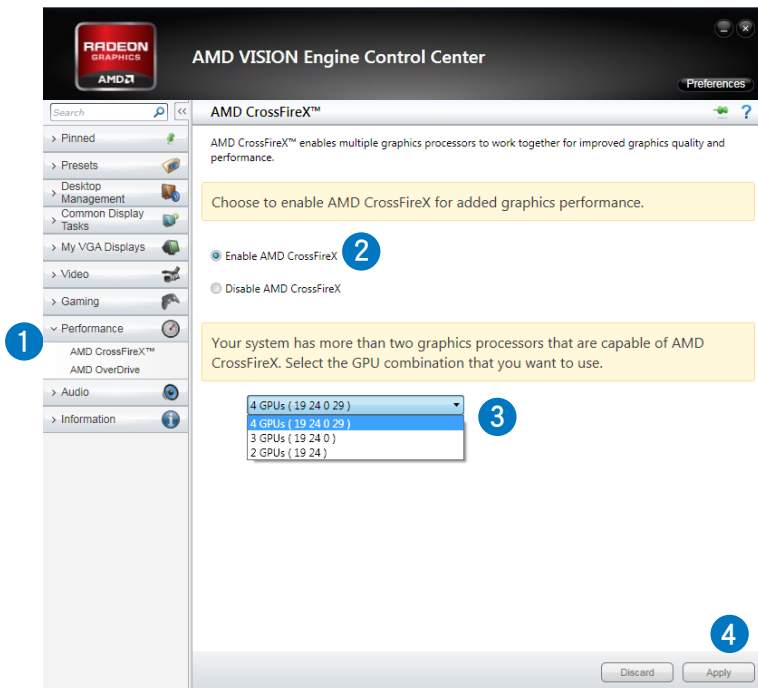 RADEON
GRAPHICS
AMD
AMD VISION Engine Control Center
Preferences
Search
<<
AMD CrossFireX™
?
> Pinned
> Presets
> Desktop
Management
> Common Display
Tasks
> My VGA Displays
> Video
> Gaming
1
Performance
AMD CrossFireX™
AMD OverDrive
> Audio
> Information
AMD CrossFireX™ enables multiple graphics processors to work together for improved graphics quality and
performance.
Choose to enable AMD CrossFireX for added graphics performance.
Enable AMD CrossFireX
2
Disable AMD CrossFireX
Your system has more than two graphics processors that are capable of AMD
CrossFireX. Select the GPU combination that you want to use.
4 GPUs ( 19 24 0 29 )
3
4 GPUs ( 19 24 0 29 )
3 GPUs ( 19 24 0 )
2 GPUs ( 19 24 )
4
Discard
Apply